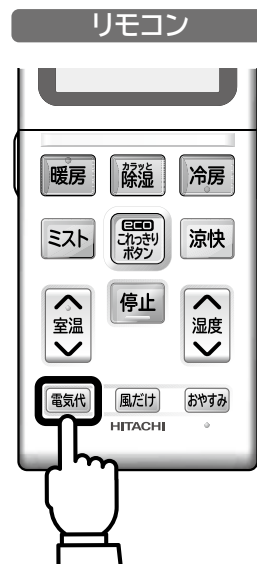 リモコン
暖房
カラッと
除湿
冷房
ミスト
eco
これっきり
ボタン
涼快
室温
停止
湿度
電気代
風だけ
おやすみ
HITACHI